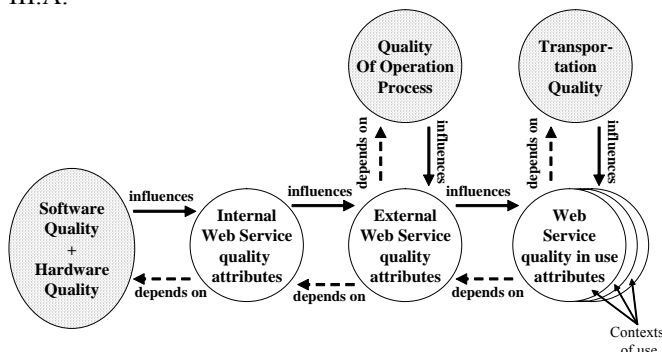 III.A.
Quality
Of Operation
Process
Transpor-
tation
Quality
depends on
influences
depends on
influences
influences
influences
influences
Software
Quality
+
Hardware
Quality
Internal
Web Service
quality
attributes
External
Web Service
quality
attributes
Web
Service
quality in use
attributes
depends on
depends on
depends on
Contexts
of use